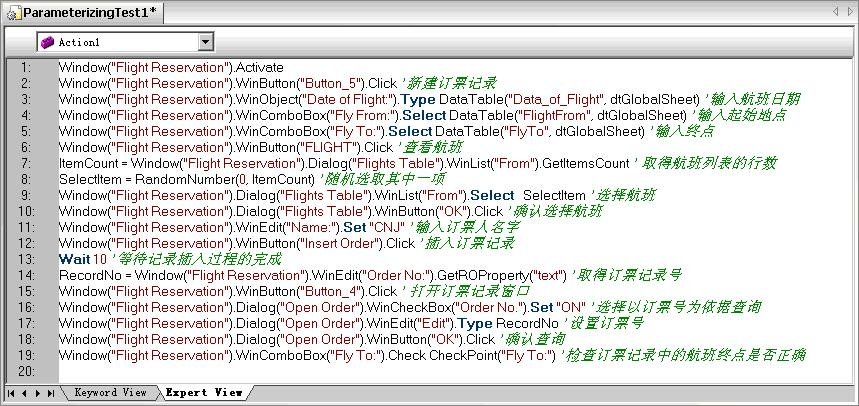 ParameterizingTest1*
Action1
1: Window("Flight Reservation").Activate
2: Window("Flight Reservation").WinButton("Button_5").Click '新建订票记录
3: Window("Flight Reservation").WinObject("Date of Flight:").Type DataTable("Data_of_Flight", dtGlobalSheet) '输入航班日期
4: Window("Flight Reservation").WinComboBox("Fly From:").Select DataTable("FlightFrom", dtGlobalSheet) '输入起始地点
5: Window("Flight Reservation").WinComboBox("Fly To:").Select DataTable("FlyTo", dtGlobalSheet) '输入终点
6: Window("Flight Reservation").WinButton("FLIGHT").Click '查看航班
7: ItemCount = Window("Flight Reservation").Dialog("Flights Table").WinList("From").GetItemsCount ' 取得航班列表的行数
8: SelectItem = RandomNumber(0, ItemCount) '随机选取其中一项
9: Window("Flight Reservation").Dialog("Flights Table").WinList("From").Select  SelectItem '选择航班
10: Window("Flight Reservation").Dialog("Flights Table").WinButton("OK").Click '确认选择航班
11: Window("Flight Reservation").WinEdit("Name:").Set "CNJ" '输入订票人名字
12: Window("Flight Reservation").WinButton("Insert Order").Click '插入订票记录
13: Wait 10 '等待记录插入过程的完成
14: RecordNo = Window("Flight Reservation").WinEdit("Order No:").GetROProperty("text") '取得订票记录号
15: Window("Flight Reservation").WinButton("Button_4").Click ' 打开订票记录窗口
16: Window("Flight Reservation").Dialog("Open Order").WinCheckBox("Order No.").Set "ON" '选择以订票号为依据查询
17: Window("Flight Reservation").Dialog("Open Order").WinEdit("Edit").Type RecordNo '设置订票号
18: Window("Flight Reservation").Dialog("Open Order").WinButton("OK").Click '确认查询
19: Window("Flight Reservation").WinComboBox("Fly To:").Check CheckPoint("Fly To:") '检查订票记录中的航班终点是否正确
20:
Keyword View Expert View